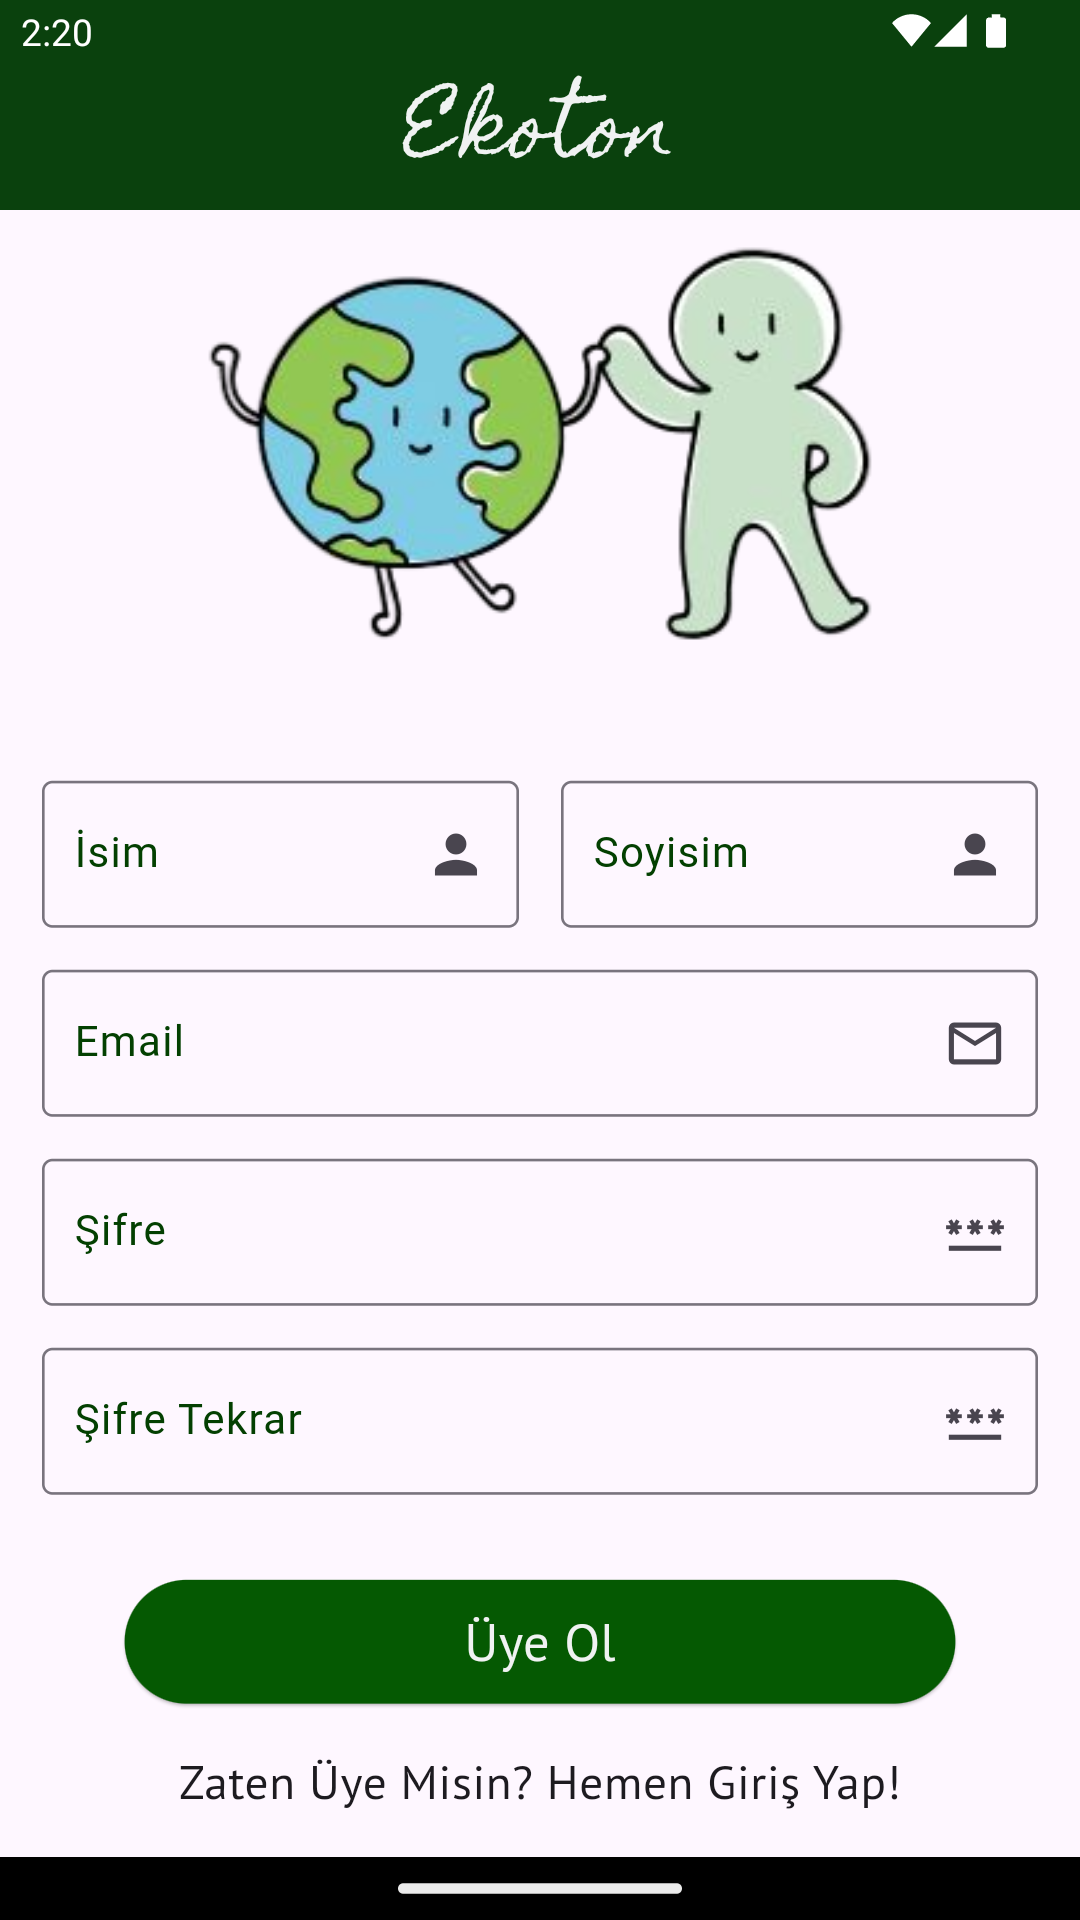 2:20
Ekoton
İsim
Soyisim
Email
Şifre
Şifre Tekrar
Üye Ol
Zaten Üye Misin? Hemen Giriş Yap!